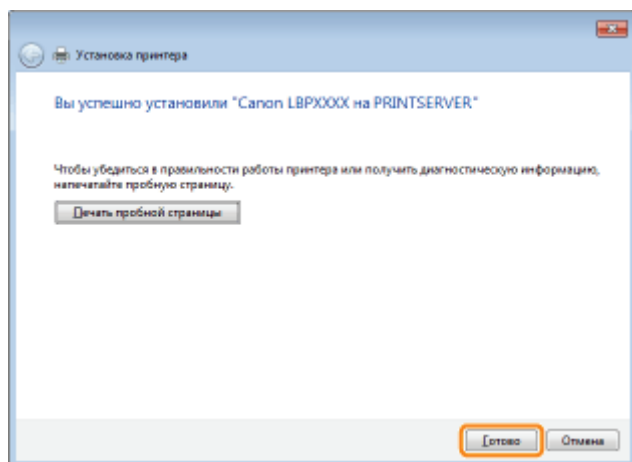 Установка принтера
Вы успешно установили "Canon LBPXXXX на PRINTSERVER"
Чтобы убедиться в правильности работы принтера или получить диагностическую информацию,
напечатайте пробную страницу.
Печать пробной страницы
Готово
Отмена